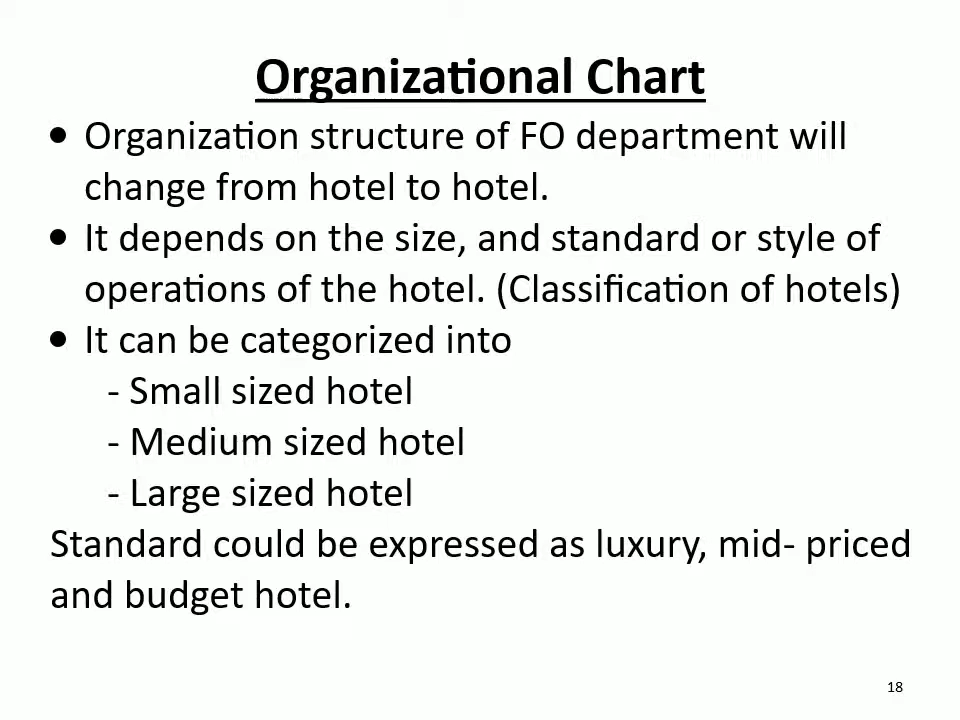 Organizational Chart
• Organization structure of FO department will
change from hotel to hotel.
• It depends on the size, and standard or style of
operations of the hotel. (Classification of hotels)
• It can be categorized into
- Small sized hotel
- Medium sized hotel
- Large sized hotel
Standard could be expressed as luxury, mid- priced
and budget hotel.
18